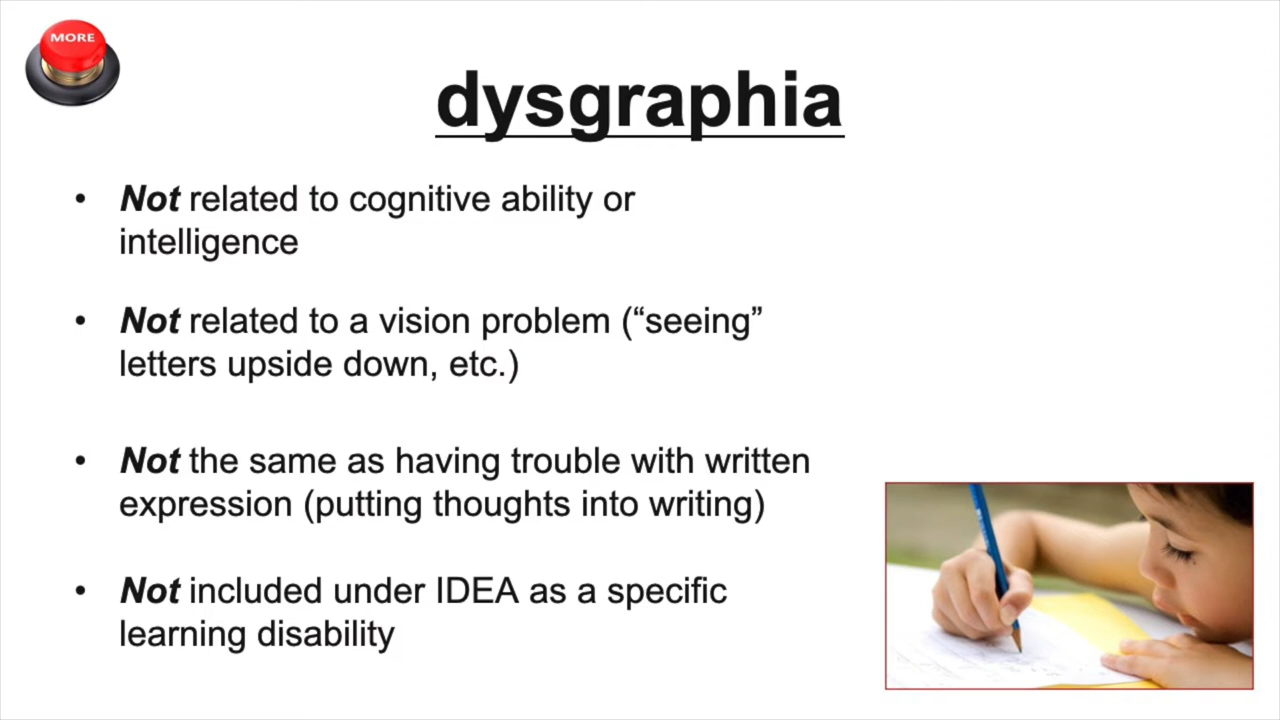 MORE
dysgraphia
• Not related to cognitive ability or
intelligence
• Not related to a vision problem (“seeing”
letters upside down, etc.)
• Not the same as having trouble with written
expression (putting thoughts into writing)
• Not included under IDEA as a specific
learning disability